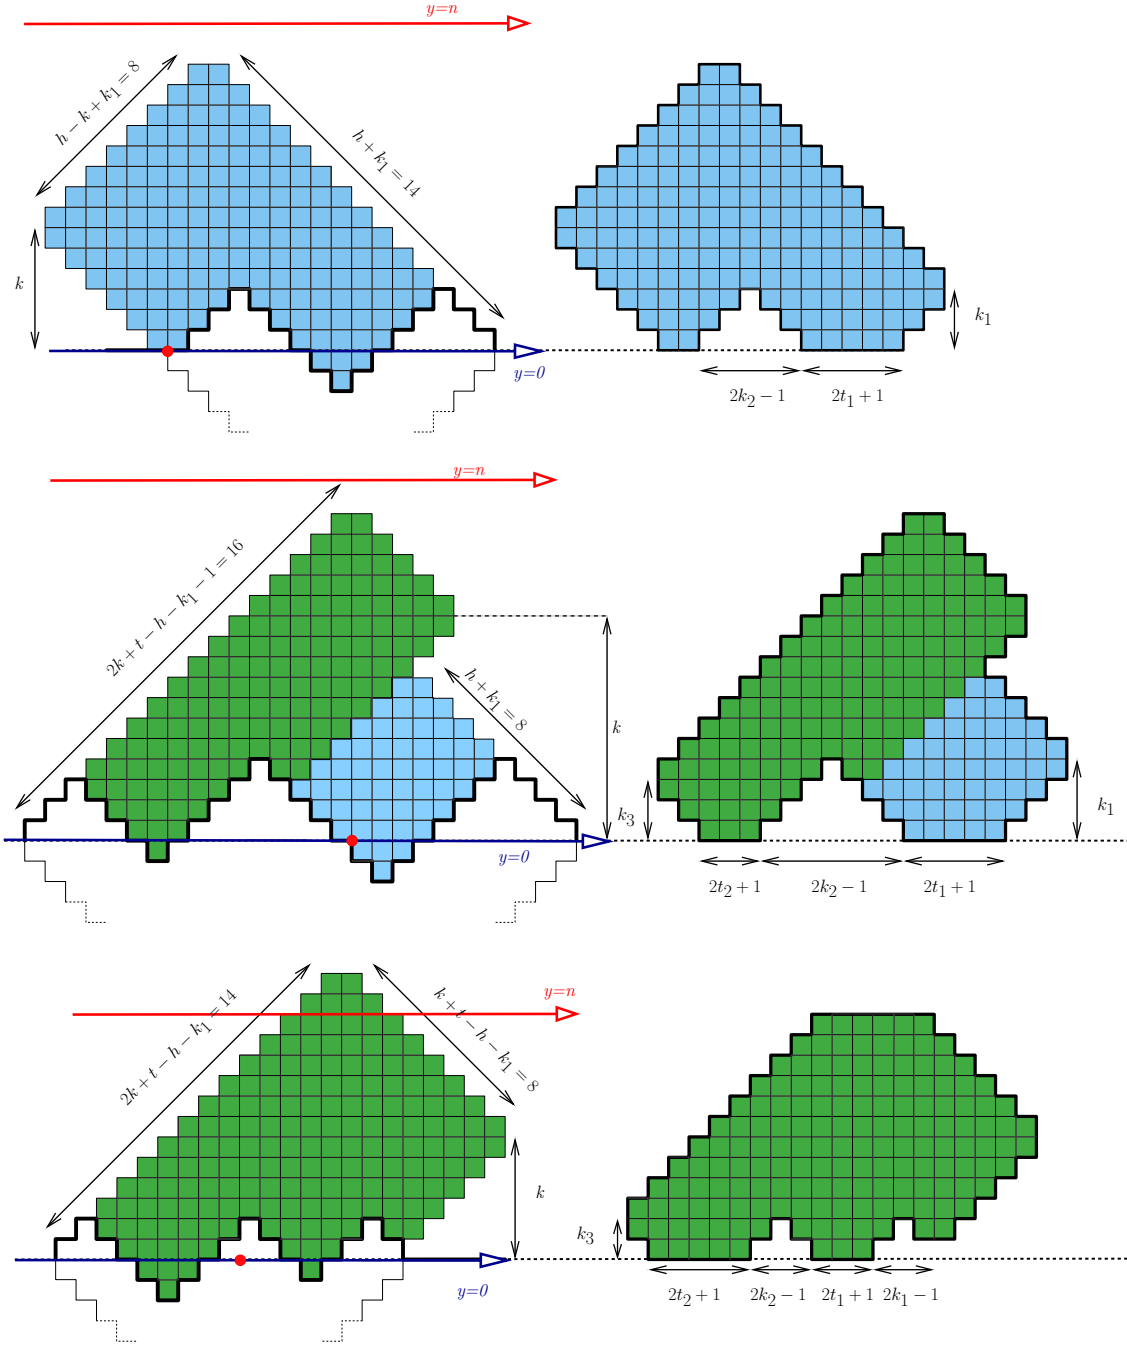 y=n
h − k + k₁ = 8
h + k₁ = 14
k
y=0
k₁
2k₂ − 1
2t₁ + 1
y=n
2k + t − h − k₁ − 1 = 16
h + k₁ = 8
k
y=0
k₃
k₁
2t₂ + 1
2k₂ − 1
2t₁ + 1
y=n
2k + t − h − k₁ = 14
k + t − h − k₁ = 8
k
y=0
k₃
2t₂ + 1
2k₂ − 1
2t₁ + 1
2k₁ − 1